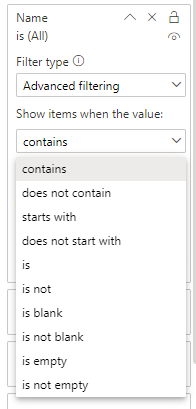 Name
is (All)
Filter type
Advanced filtering
Show items when the value:
contains
contains
does not contain
starts with
does not start with
is
is not
is blank
is not blank
is empty
is not empty